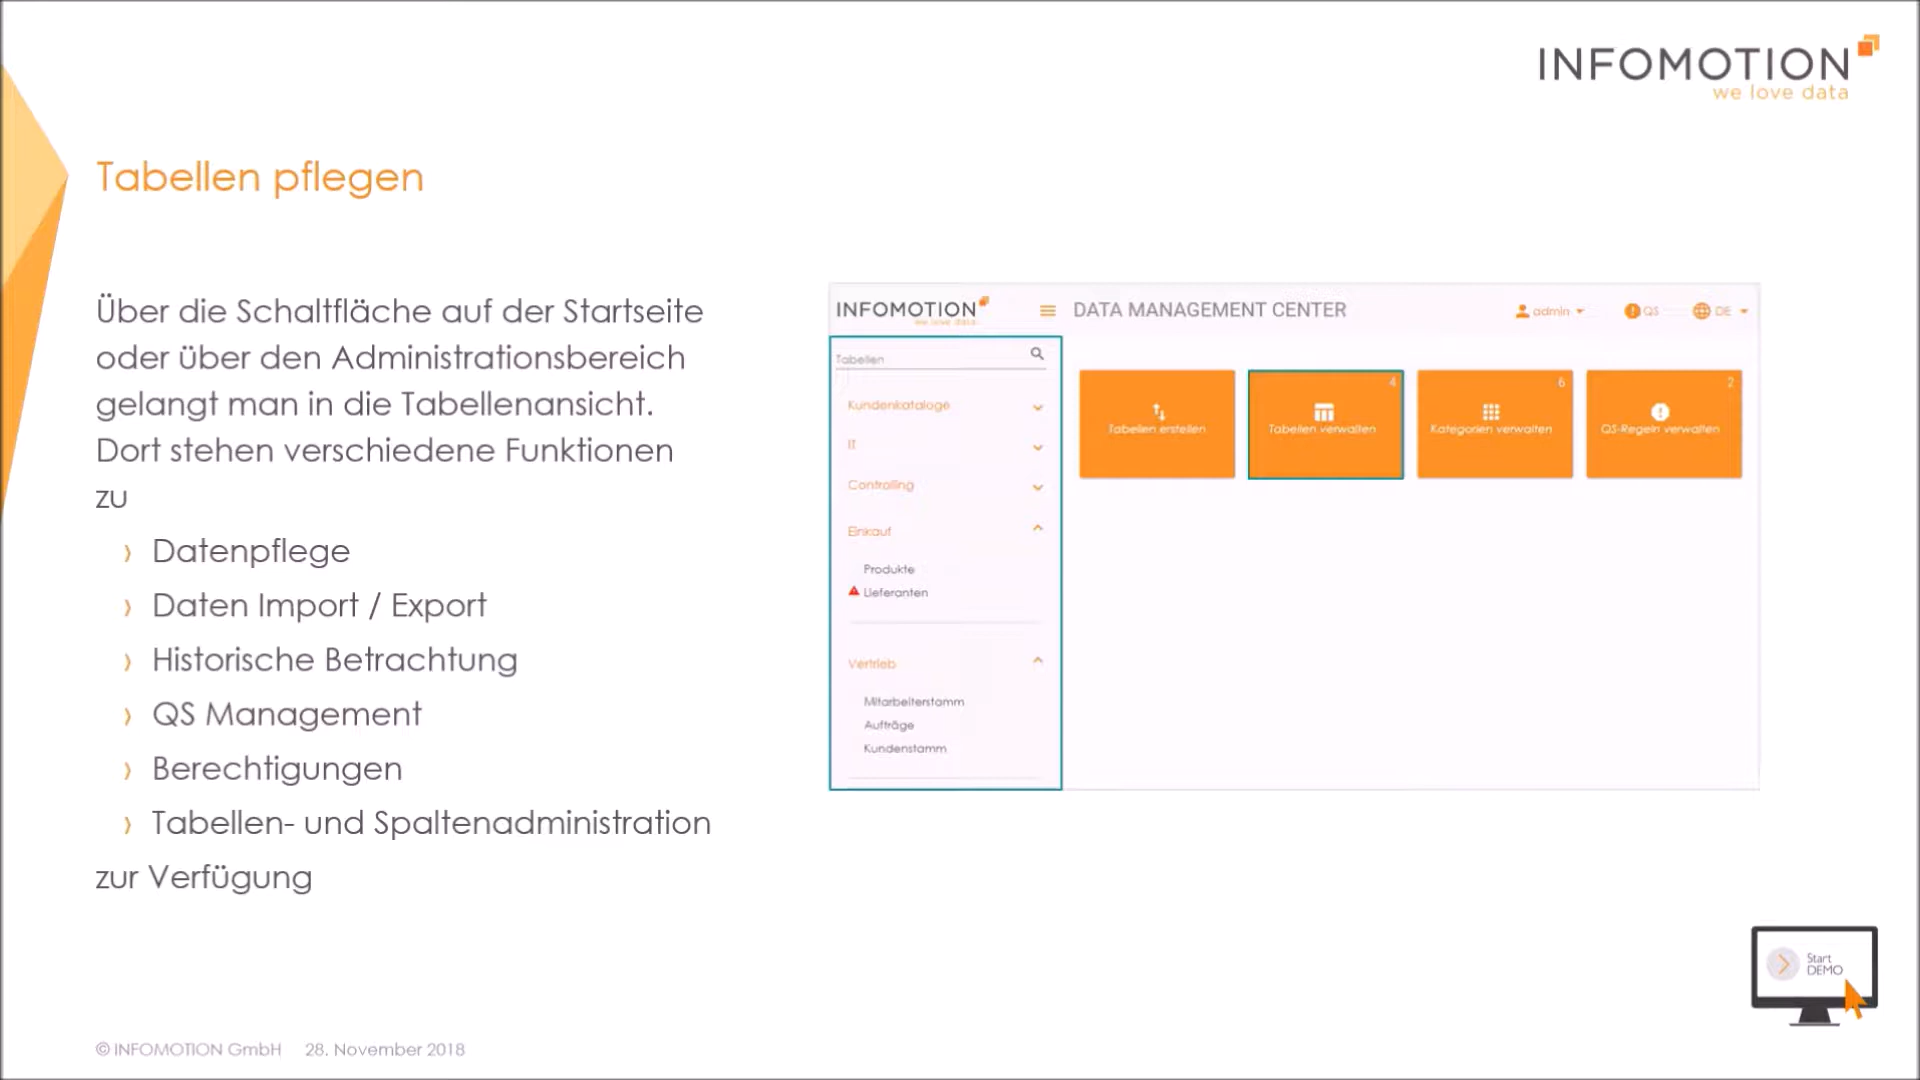 INFOMOTION
we love data
Tabellen pflegen
Über die Schaltfläche auf der Startseite
oder über den Administrationsbereich
gelangt man in die Tabellenansicht.
Dort stehen verschiedene Funktionen
zu
› Datenpflege
› Daten Import / Export
› Historische Betrachtung
› QS Management
› Berechtigungen
› Tabellen- und Spaltenadministration
zur Verfügung
INFOMOTION
we love data
DATA MANAGEMENT CENTER
admin
QS
DE
Tabellen
Kundenkataloge
IT
Controlling
Einkauf
Produkte
Lieferanten
Vertrieb
Mitarbeiterstamm
Aufträge
Kundenstamm
Tabellen erstellen
4
Tabellen verwalten
6
Kategorien verwalten
2
QS-Regeln verwalten
Start
DEMO
© INFOMOTION GmbH 28. November 2018